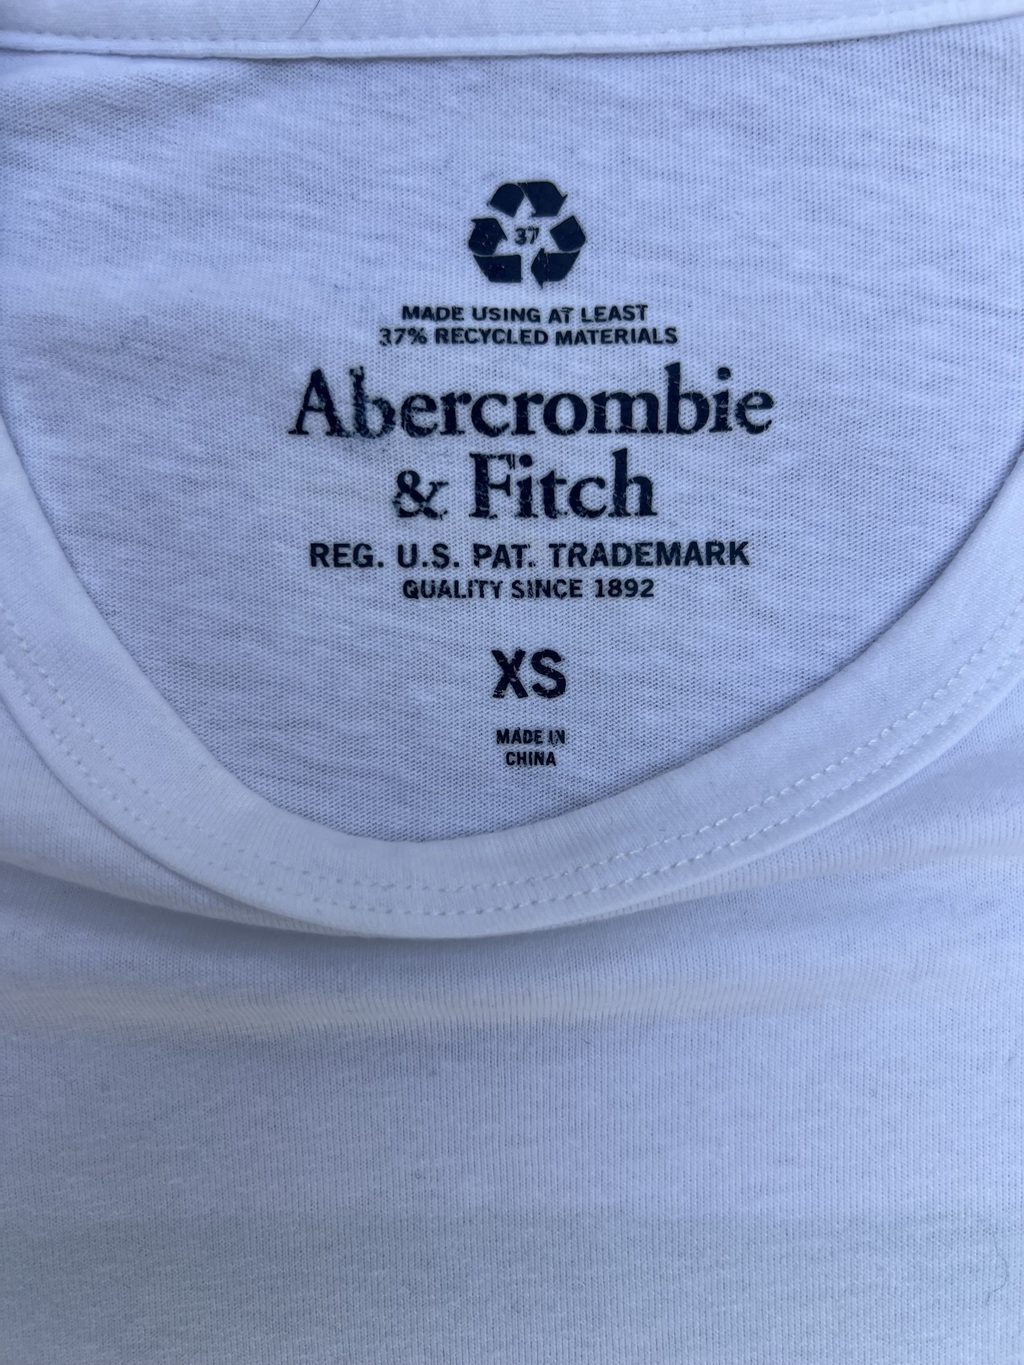 37
MADE USING AT LEAST
37% RECYCLED MATERIALS
Abercrombie
& Fitch
REG. U.S. PAT. TRADEMARK
QUALITY SINCE 1892
XS
MADE IN
CHINA